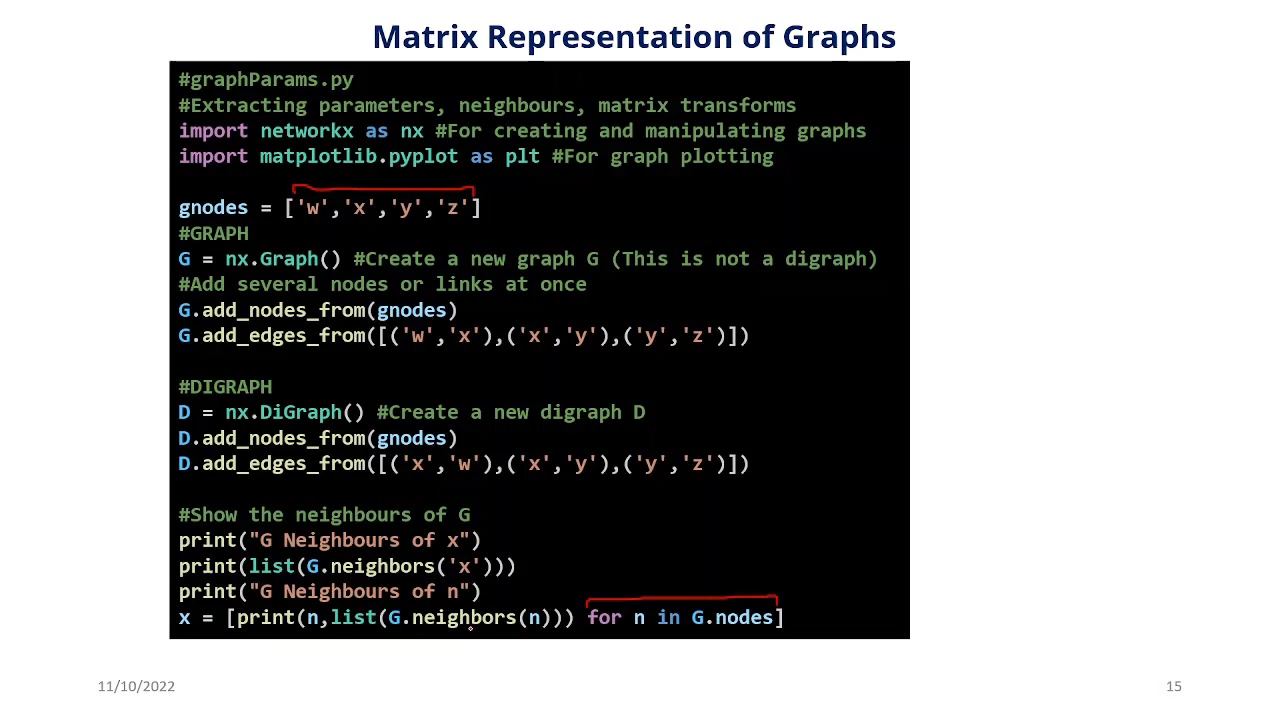 Matrix Representation of Graphs
#graphParams.py
#Extracting parameters, neighbours, matrix transforms
import networkx as nx #For creating and manipulating graphs
import matplotlib.pyplot as plt #For graph plotting
gnodes = ['w','x','y','z']
#GRAPH
G = nx.Graph() #Create a new graph G (This is not a digraph)
#Add several nodes or links at once
G.add_nodes_from(gnodes)
G.add_edges_from([('w','x'),('x','y'),('y','z')])
#DIGRAPH
D = nx.DiGraph() #Create a new digraph D
D.add_nodes_from(gnodes)
D.add_edges_from([('x','w'),('x','y'),('y','z')])
#Show the neighbours of G
print("G Neighbours of x")
print(list(G.neighbors('x')))
print("G Neighbours of n")
x = [print(n,list(G.neighbors(n))) for n in G.nodes]
11/10/2022
15